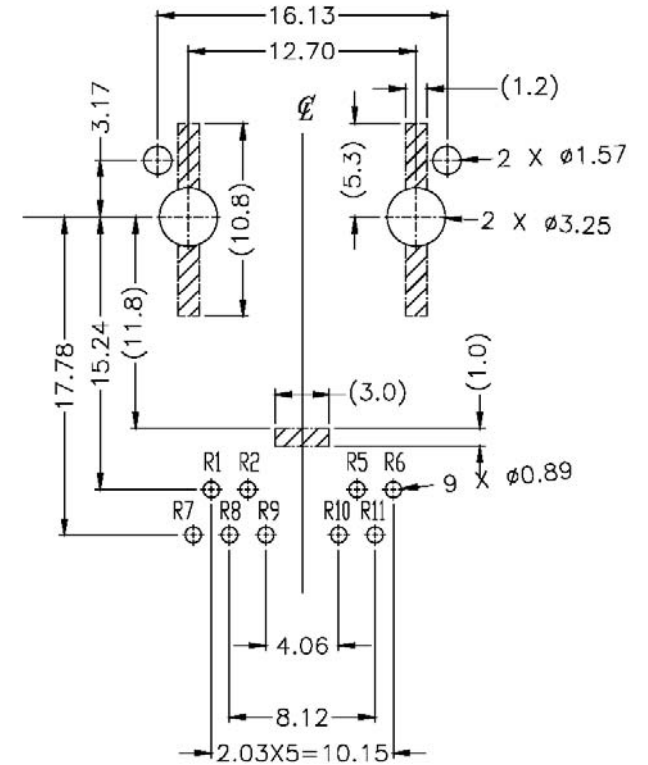 16.13
12.70
(1.2)
℄
3.17
(5.3)
2 X ø1.57
(10.8)
2 X ø3.25
17.78
15.24
(11.8)
(1.0)
(3.0)
R1 R2 R5 R6
9 X ø0.89
R7 R8 R9 R10 R11
4.06
8.12
2.03X5=10.15